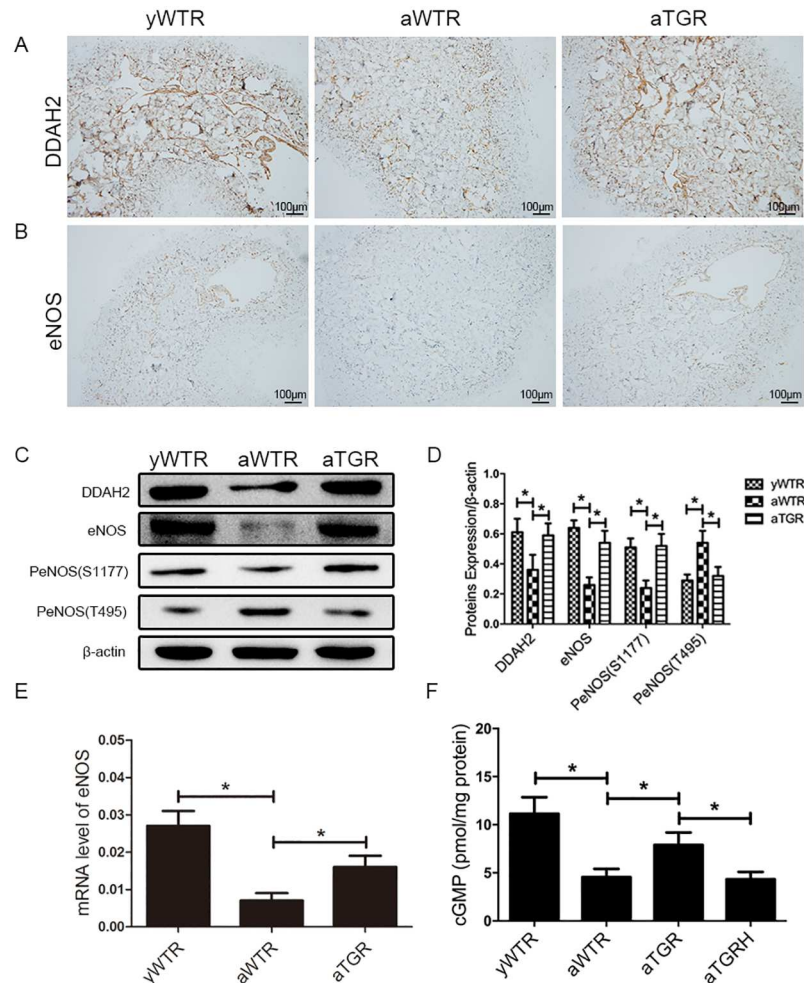 yWTR aWTR aTGR
A
DDAH2
100μm 100μm 100μm
B
eNOS
100μm 100μm 100μm
C
yWTR aWTR aTGR
DDAH2
eNOS
PeNOS(S1177)
PeNOS(T495)
β-actin
D
Proteins Expression/β-actin
0.0
0.2
0.4
0.6
0.8
1.0
* * * * * * * *
yWTR
aWTR
aTGR
DDAH2 eNOS PeNOS(S1177) PeNOS(T495)
E
mRNA level of eNOS
0.05
0.04
0.03
0.02
0.01
0.00
* *
yWTR aWTR aTGR
F
cGMP (pmol/mg protein)
20
15
10
5
0
* * *
yWTR aWTR aTGR aTGRH